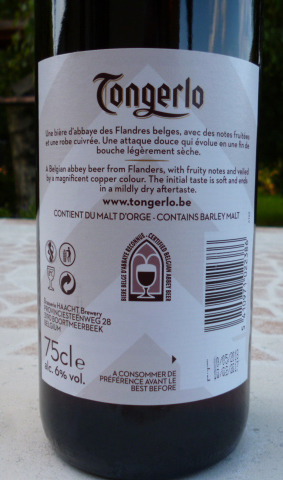 Tongerlo
Une bière d'abbaye des Flandres belges, avec des notes fruitées
et une robe cuivrée. Une attaque douce qui évolue en une fin de
bouche légèrement sèche.
A Belgian abbey beer from Flanders, with fruity notes and veiled
by a magnificent copper colour. The initial taste is soft and ends
in a mildly dry aftertaste.
www.tongerlo.be
CONTIENT DU MALT D'ORGE - CONTAINS BARLEY MALT
BIÈRE BELGE D'ABBAYE RECONNUE - CERTIFIED BELGIAN ABBEY BEER
Brasserie HAACHT Brewery
PROVINCIESTEENWEG 28
3190 BOORTMEERBEEK
BELGIUM
75cl e
alc. 6% vol.
A CONSOMMER DE
PRÉFÉRENCE AVANT LE
BEST BEFORE